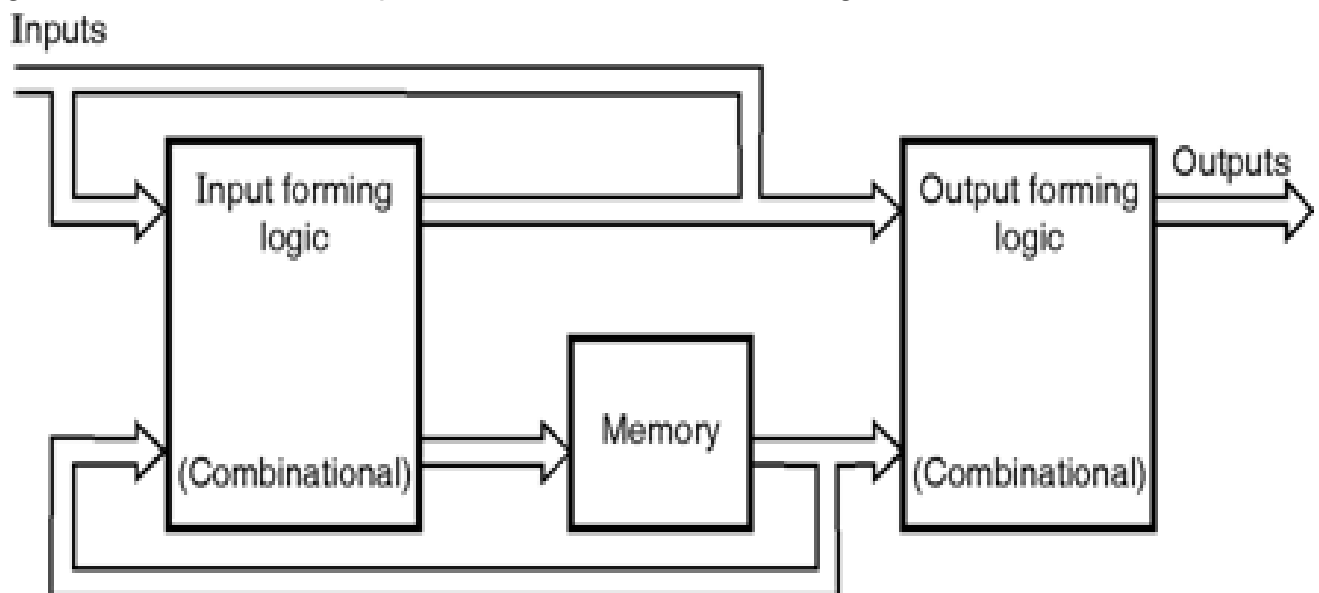 Inputs
Input forming
logic
(Combinational)
Memory
Output forming
logic
(Combinational)
Outputs